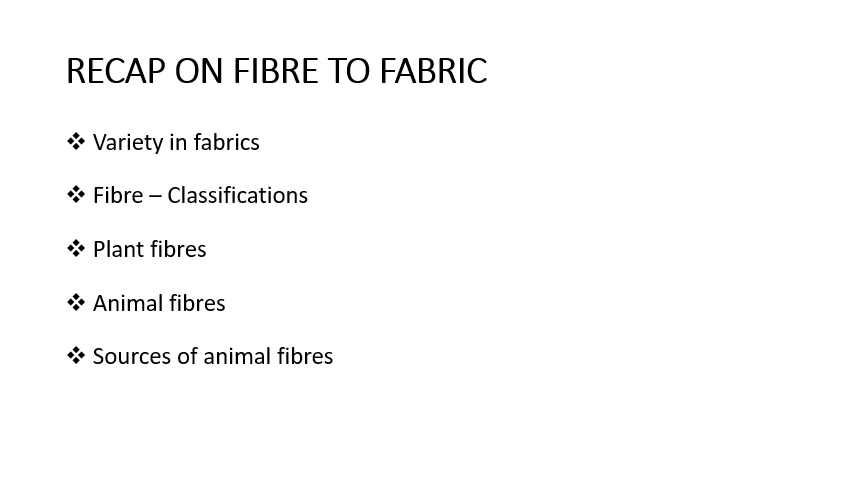 RECAP ON FIBRE TO FABRIC
❖ Variety in fabrics
❖ Fibre – Classifications
❖ Plant fibres
❖ Animal fibres
❖ Sources of animal fibres